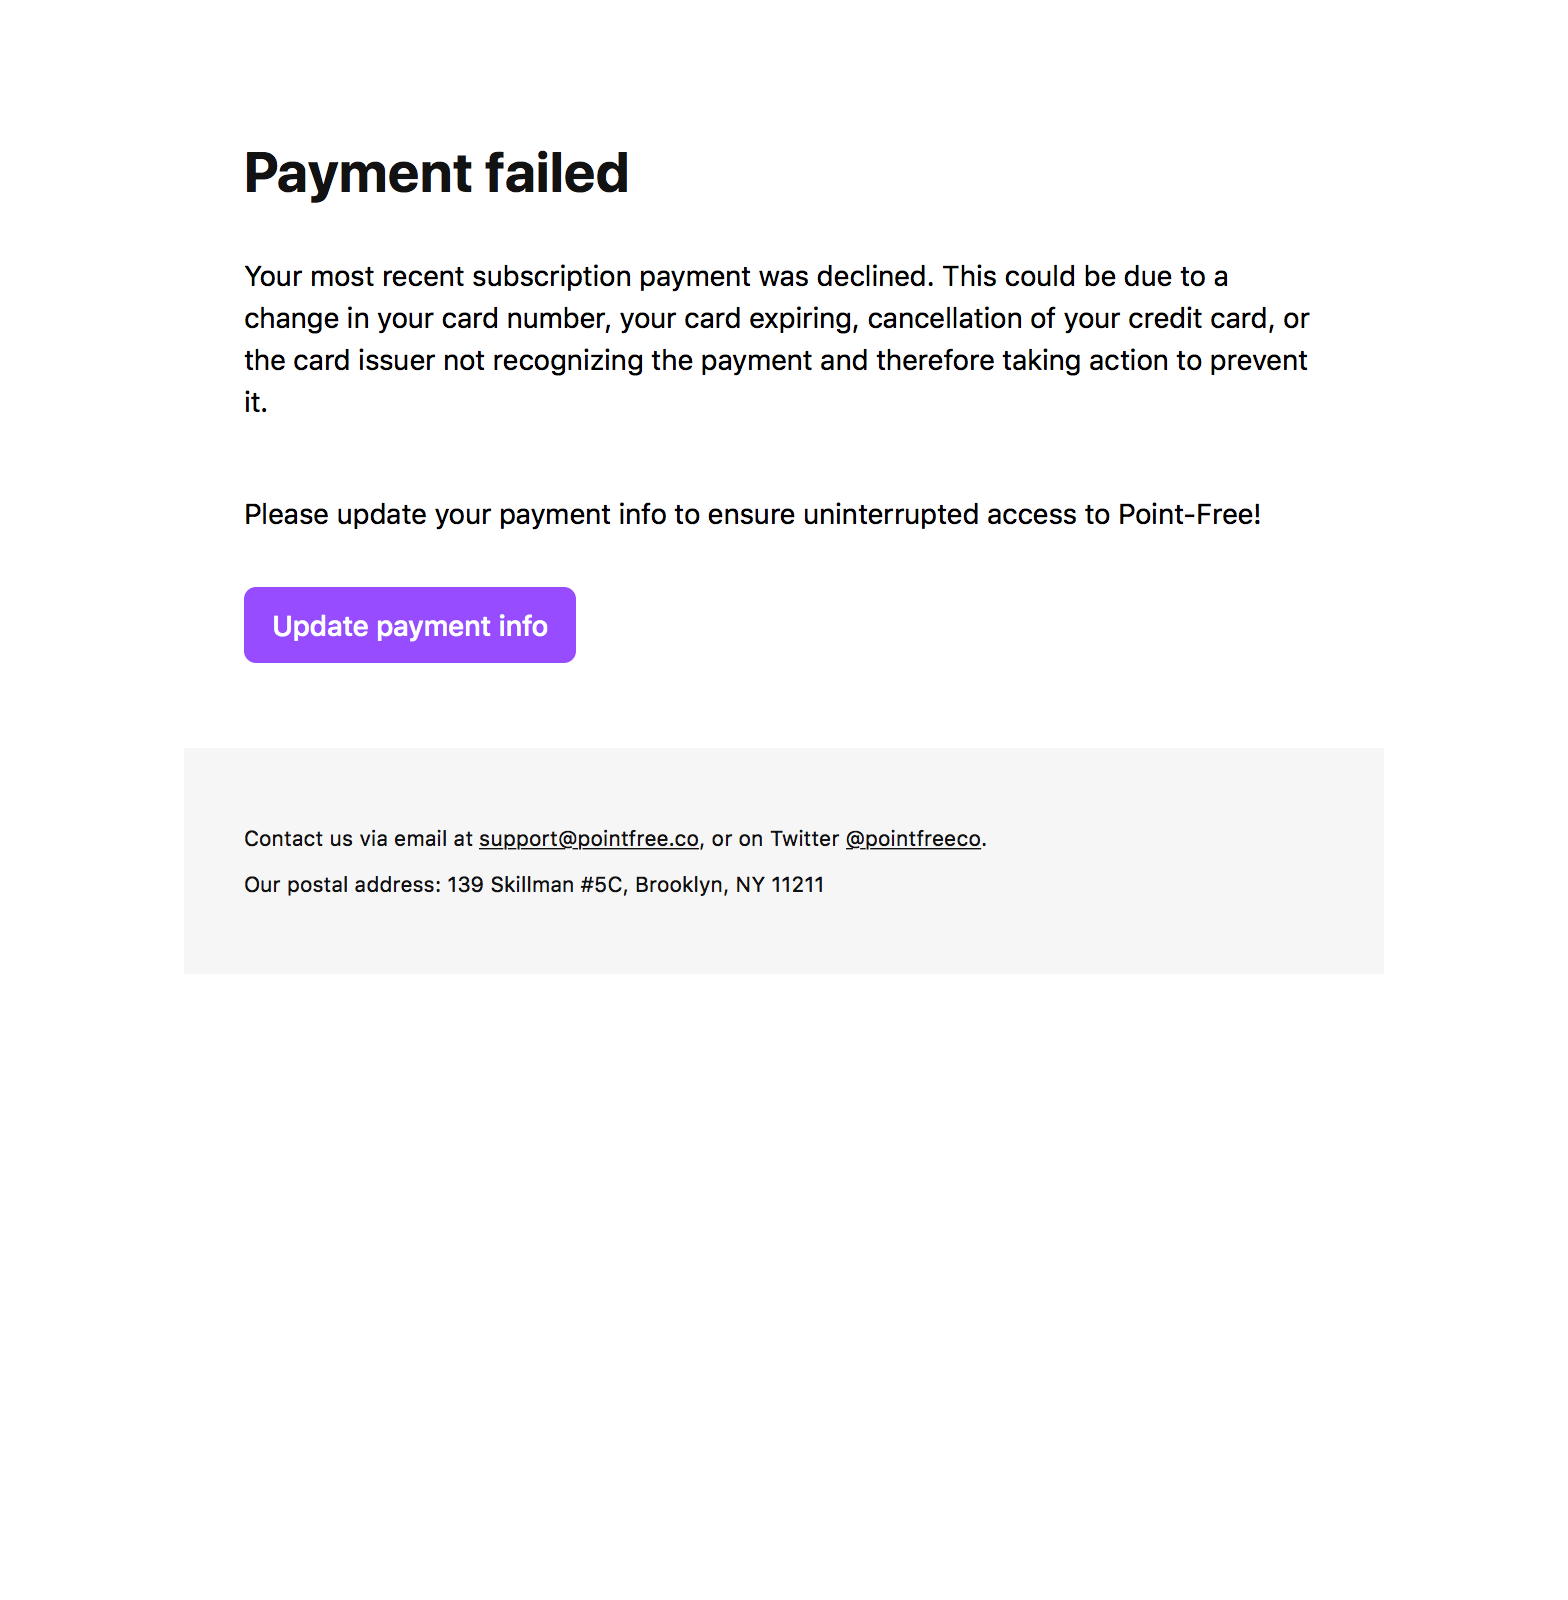 Payment failed
Your most recent subscription payment was declined. This could be due to a
change in your card number, your card expiring, cancellation of your credit card, or
the card issuer not recognizing the payment and therefore taking action to prevent
it.
Please update your payment info to ensure uninterrupted access to Point-Free!
Update payment info
Contact us via email at support@pointfree.co, or on Twitter @pointfreeco.
Our postal address: 139 Skillman #5C, Brooklyn, NY 11211